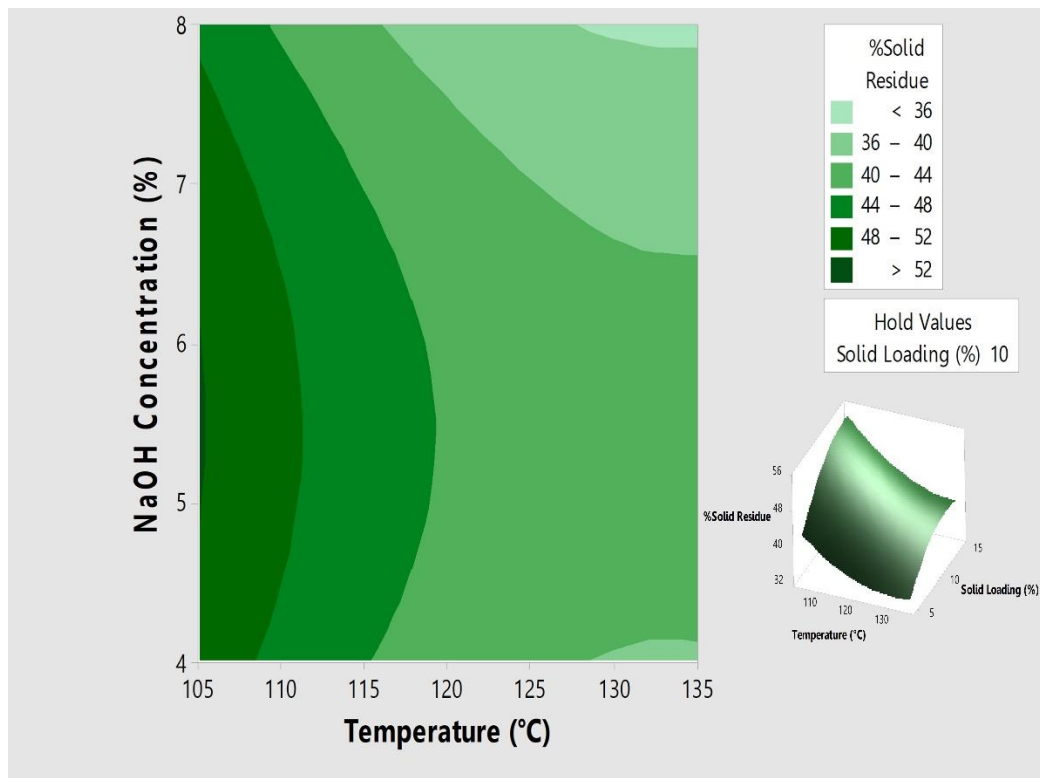 NaOH Concentration (%)
8
7
6
5
4
105 110 115 120 125 130 135
Temperature (°C)
%Solid
Residue
< 36
36 – 40
40 – 44
44 – 48
48 – 52
> 52
Hold Values
Solid Loading (%) 10
%Solid Residue
56
48
40
32
110 120 130
Temperature (°C)
15
10
5
Solid Loading (%)